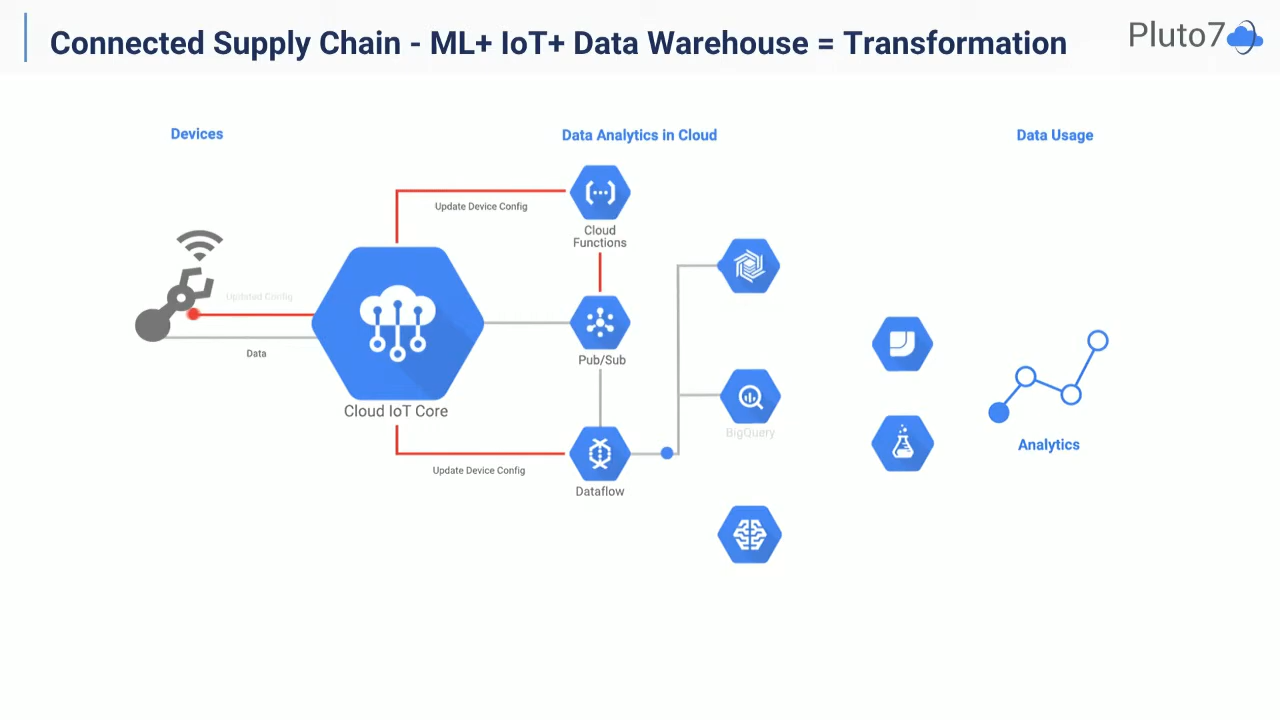 Connected Supply Chain - ML+ IoT+ Data Warehouse = Transformation
Pluto7
Devices
Data Analytics in Cloud
Data Usage
Update Device Config
Cloud
Functions
Updated Config
Data
Pub/Sub
Cloud IoT Core
BigQuery
Analytics
Update Device Config
Dataflow